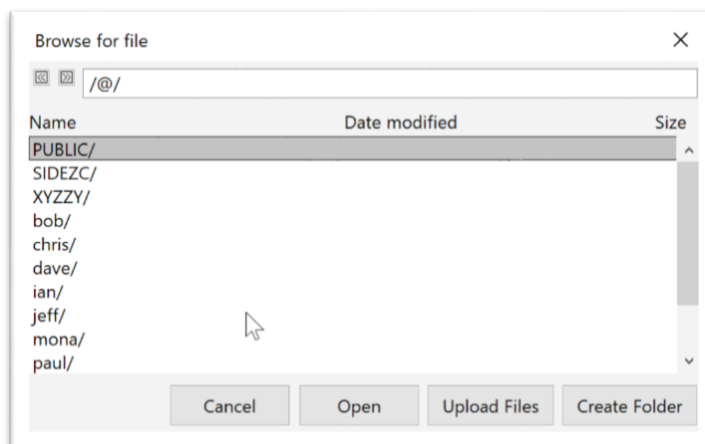 Browse for file
/@/
Name Date modified Size
PUBLIC/
SIDEZC/
XYZZY/
bob/
chris/
dave/
ian/
jeff/
mona/
paul/
Cancel Open Upload Files Create Folder